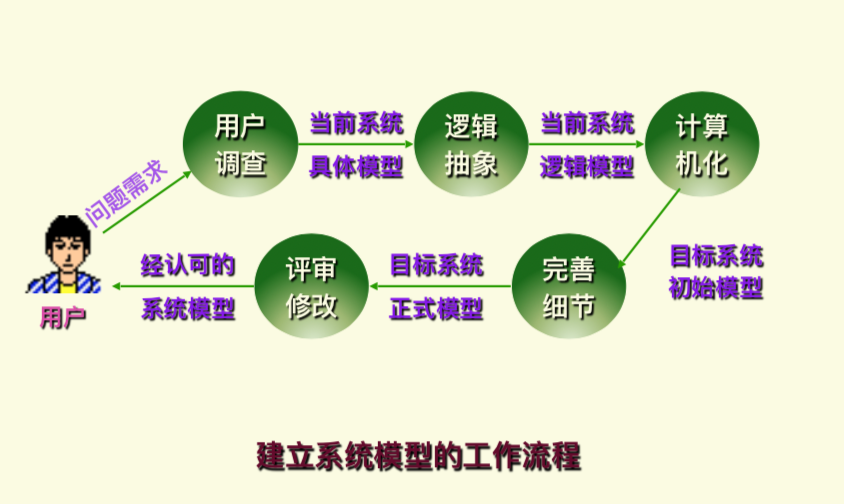 用户
调查
当前系统
具体模型
逻辑
抽象
当前系统
逻辑模型
计算
机化
问题需求
用户
经认可的
系统模型
评审
修改
目标系统
正式模型
完善
细节
目标系统
初始模型
建立系统模型的工作流程